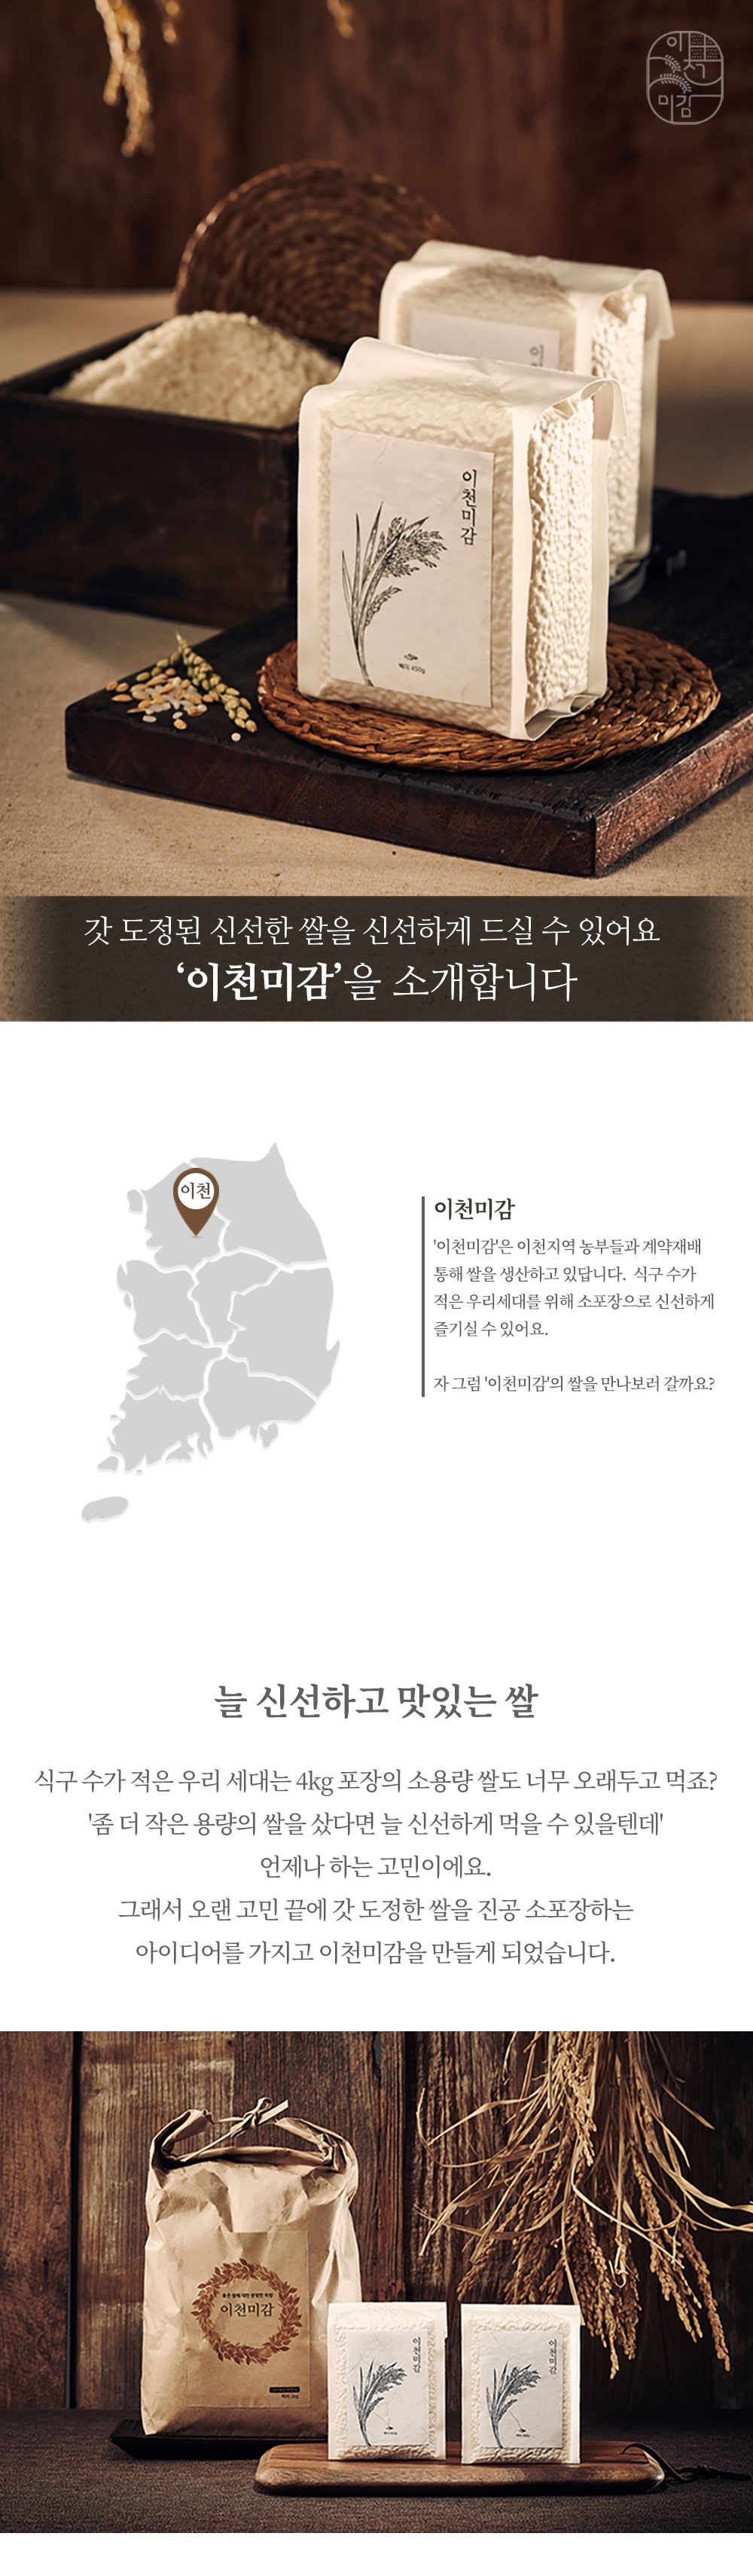 이천미감
이천
이천미감
백미 450g
갓 도정된 신선한 쌀을 신선하게 드실 수 있어요
‘이천미감’을 소개합니다
이천
이천미감
'이천미감'은 이천지역 농부들과 계약재배
통해 쌀을 생산하고 있답니다. 식구 수가
적은 우리세대를 위해 소포장으로 신선하게
즐기실 수 있어요.
자 그럼 '이천미감'의 쌀을 만나보러 갈까요?
늘 신선하고 맛있는 쌀
식구 수가 적은 우리 세대는 4kg 포장의 소용량 쌀도 너무 오래두고 먹죠?
'좀 더 작은 용량의 쌀을 샀다면 늘 신선하게 먹을 수 있을텐데'
언제나 하는 고민이에요.
그래서 오랜 고민 끝에 갓 도정한 쌀을 진공 소포장하는
아이디어를 가지고 이천미감을 만들게 되었습니다.
이천미감
이천미감
이천미감